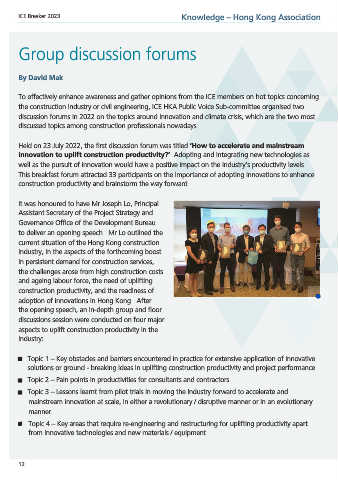 ICE Breaker 2023
Knowledge – Hong Kong Association
Group discussion forums
By David Mak
To effectively enhance awareness and gather opinions from the ICE members on hot topics concerning
the construction industry or civil engineering, ICE HKA Public Voice Sub-committee organised two
discussion forums in 2022 on the topics around innovation and climate crisis, which are the two most
discussed topics among construction professionals nowadays
Held on 23 July 2022, the first discussion forum was titled 'How to accelerate and mainstream
innovation to uplift construction productivity?' Adopting and integrating new technologies as
well as the pursuit of innovation would have a positive impact on the industry's productivity levels
This breakfast forum attracted 33 participants on the importance of adopting innovations to enhance
construction productivity and brainstorm the way forward
It was honoured to have Mr Joseph Lo, Principal
Assistant Secretary of the Project Strategy and
Governance Office of the Development Bureau
to deliver an opening speech Mr Lo outlined the
current situation of the Hong Kong construction
industry, in the aspects of the forthcoming boost
in persistent demand for construction services,
the challenges arose from high construction costs
and ageing labour force, the need of uplifting
construction productivity, and the readiness of
adoption of innovations in Hong Kong After
the opening speech, an in-depth group and floor
discussions session were conducted on four major
aspects to uplift construction productivity in the
industry:
■ Topic 1 – Key obstacles and barriers encountered in practice for extensive application of innovative
solutions or ground - breaking ideas in uplifting construction productivity and project performance
■ Topic 2 – Pain points in productivities for consultants and contractors
■ Topic 3 – Lessons learnt from pilot trials in moving the industry forward to accelerate and
mainstream innovation at scale, in either a revolutionary / disruptive manner or in an evolutionary
manner
■ Topic 4 – Key areas that require re-engineering and restructuring for uplifting productivity apart
from innovative technologies and new materials / equipment
12